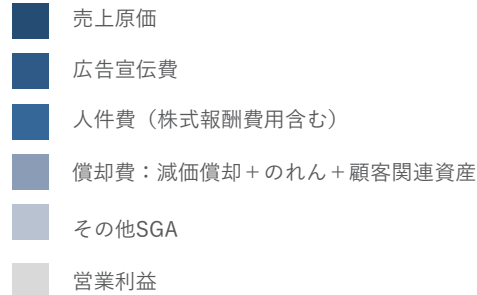 売上原価
広告宣伝費
人件費（株式報酬費用含む）
償却費：減価償却＋のれん＋顧客関連資産
その他SGA
営業利益